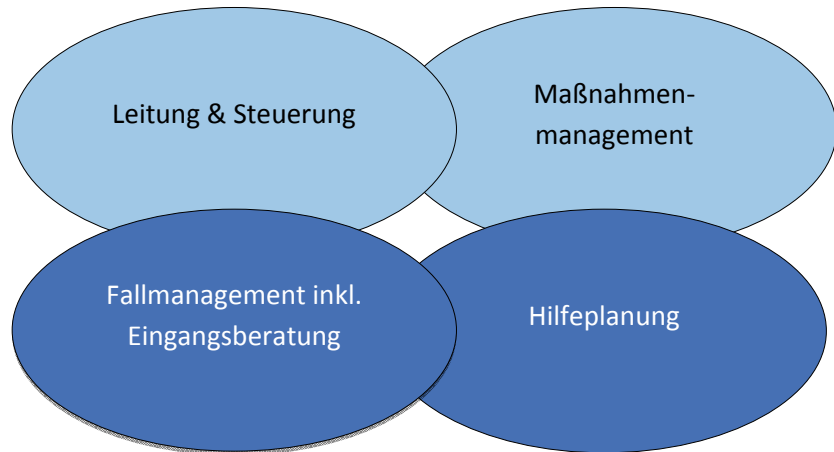 Leitung & Steuerung
Maßnahmen-
management
Fallmanagement inkl.
Eingangsberatung
Hilfeplanung